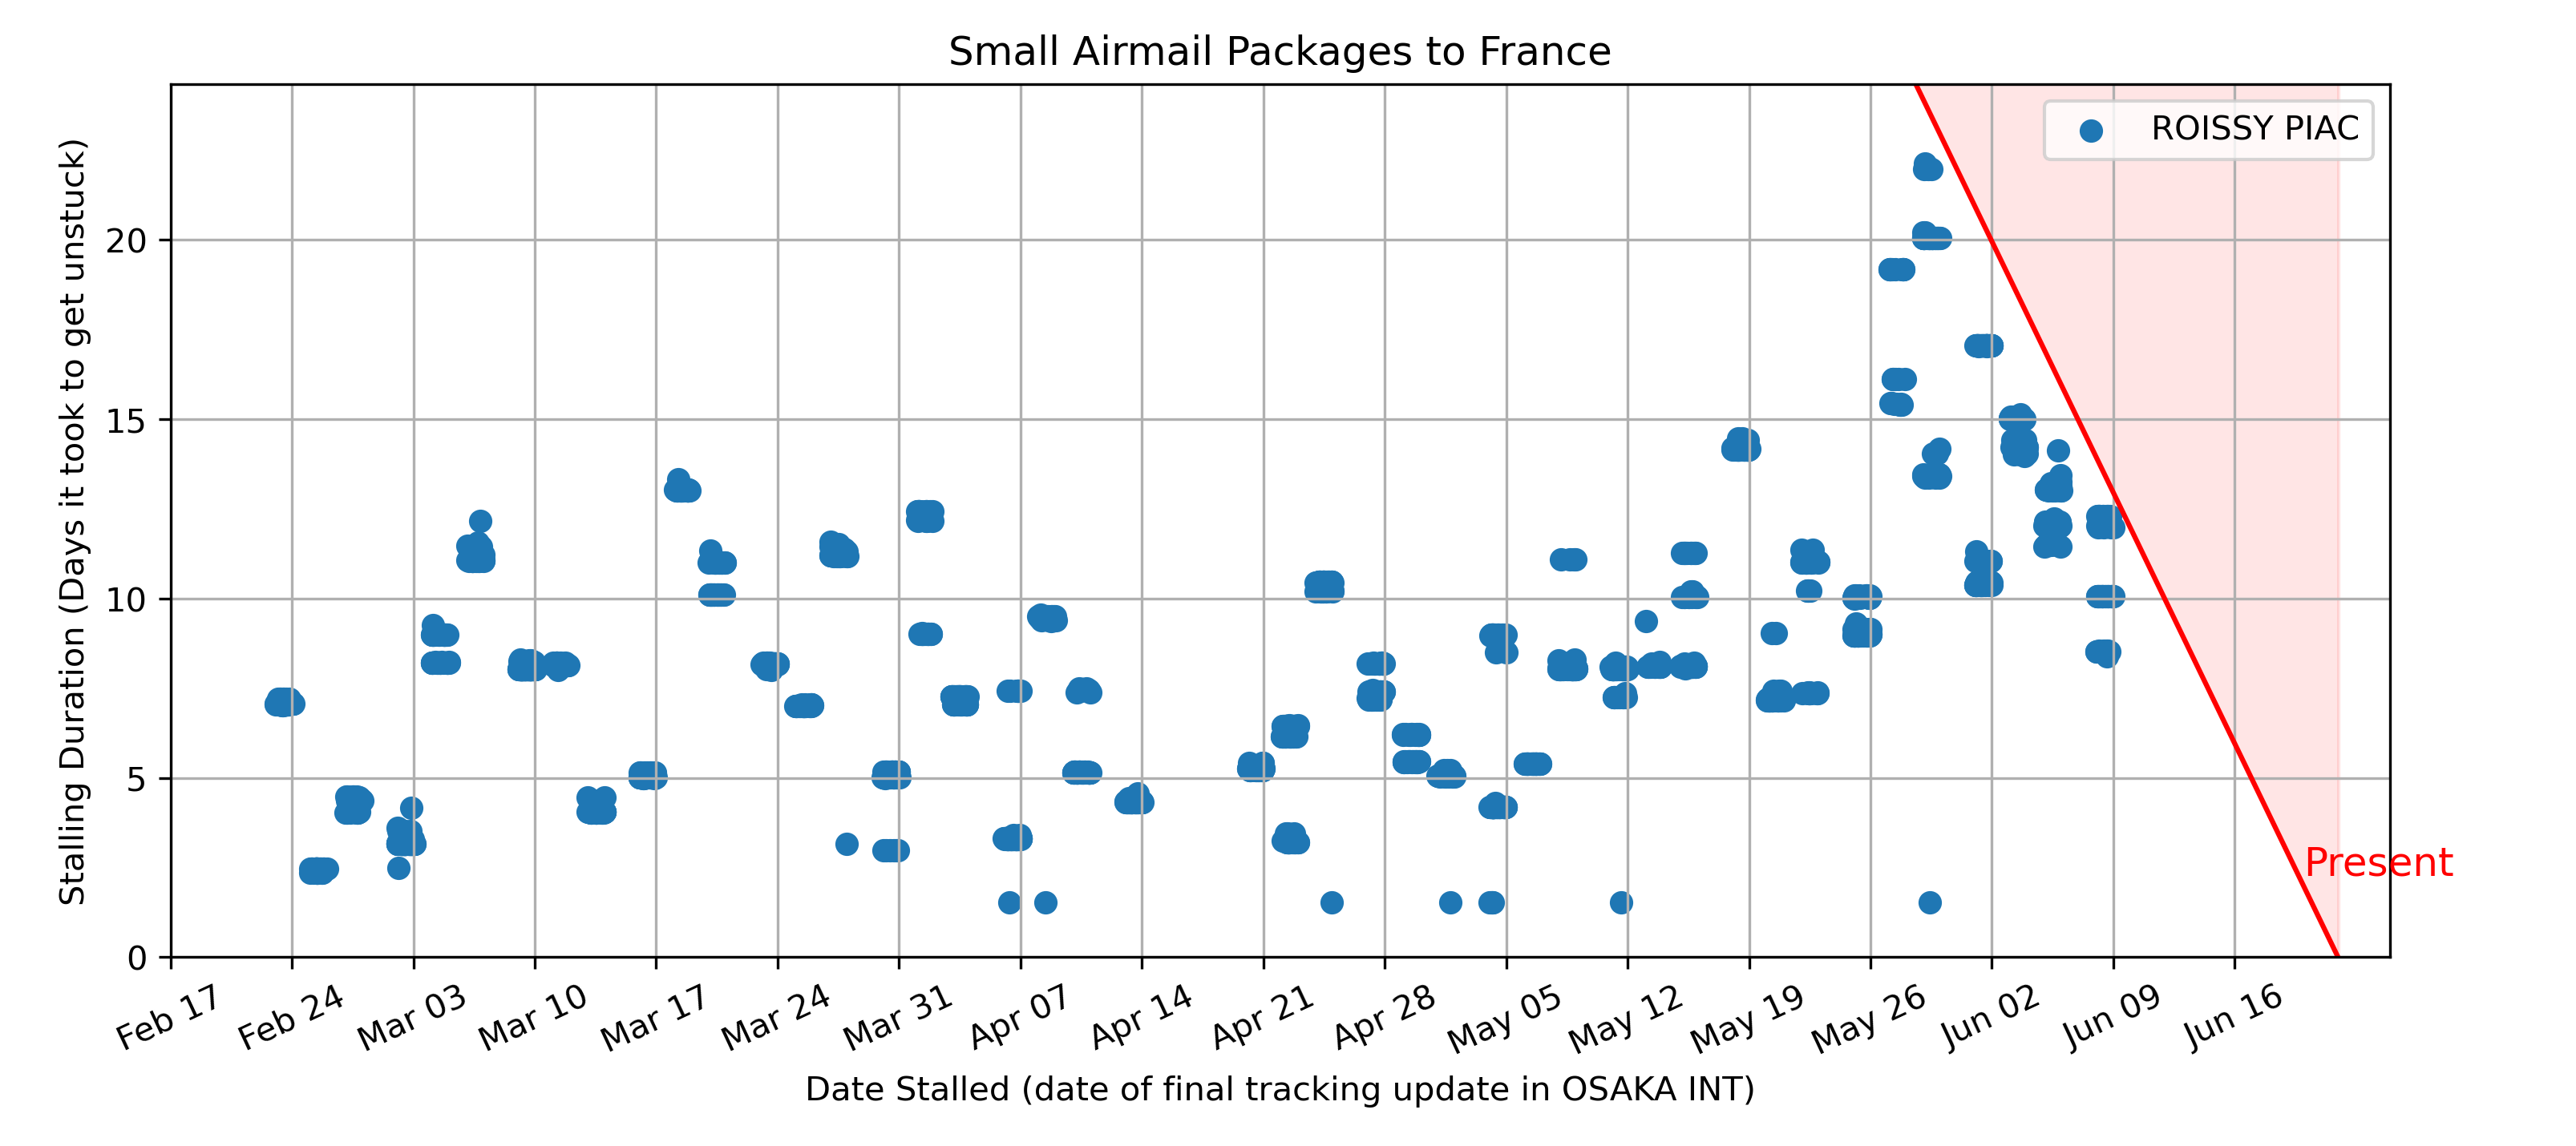 Small Airmail Packages to France
ROISSY PIAC
Stalling Duration (Days it took to get unstuck)
20
15
10
5
0
Present
Feb 17
Feb 24
Mar 03
Mar 10
Mar 17
Mar 24
Mar 31
Apr 07
Apr 14
Apr 21
Apr 28
May 05
May 12
May 19
May 26
Jun 02
Jun 09
Jun 16
Date Stalled (date of final tracking update in OSAKA INT)